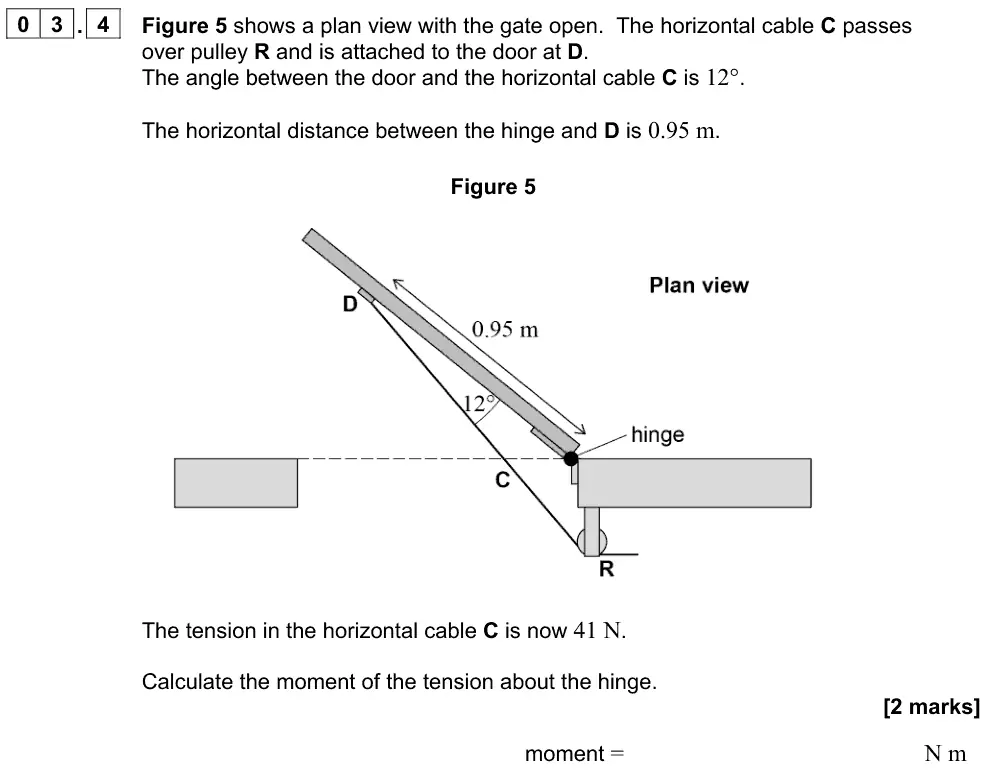 0 3 . 4 Figure 5 shows a plan view with the gate open. The horizontal cable C passes
over pulley R and is attached to the door at D.
The angle between the door and the horizontal cable C is 12°.
The horizontal distance between the hinge and D is 0.95 m.
Figure 5
Plan view
D
0.95 m
12°
hinge
C
R
The tension in the horizontal cable C is now 41 N.
Calculate the moment of the tension about the hinge.
[2 marks]
moment = N m